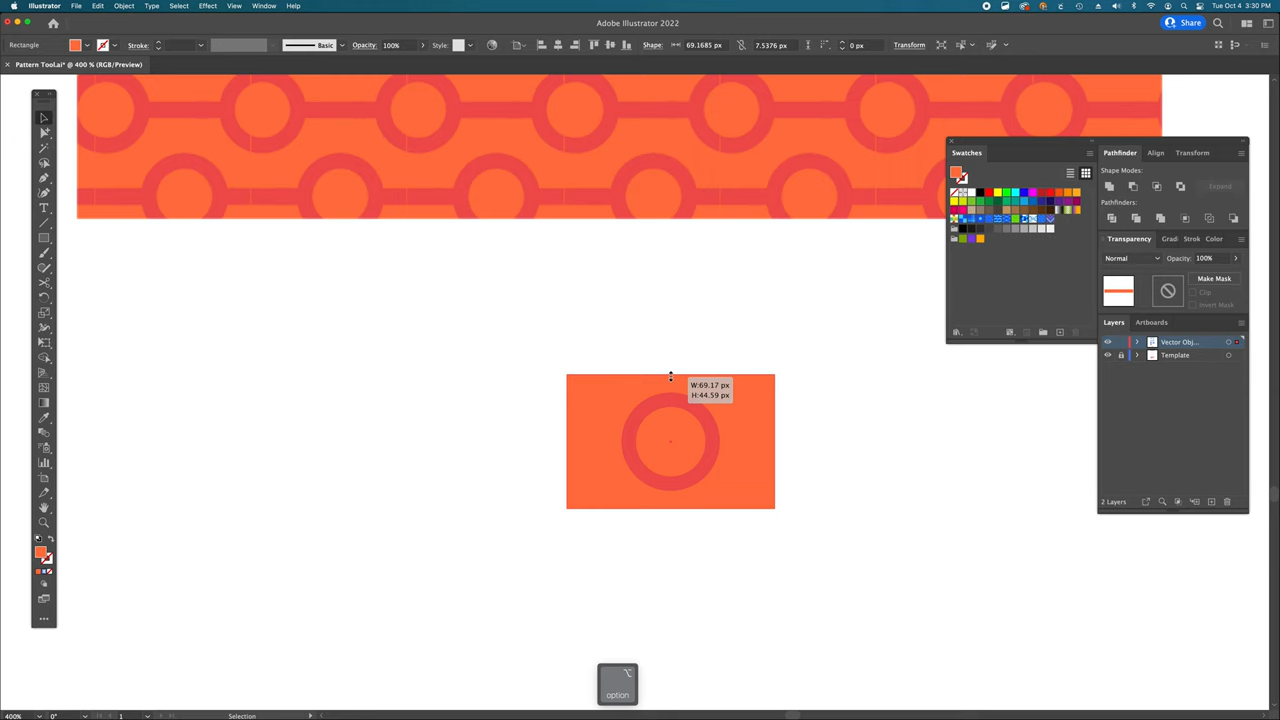 Illustrator File Edit Object Type Select Effect View Window Help Tue Oct 4 3:30 PM
Adobe Illustrator 2022
Share
Rectangle Stroke: Basic Opacity: 100% Style: Shape: 69.1685 px 7.5376 px 0 px Transform
Pattern Tool.ai* @ 400 % (RGB/Preview)
Swatches
Pathfinder Align Transform
Shape Modes:
Expand
Pathfinders:
Transparency Gradi Strok Color
Normal Opacity: 100%
Make Mask
Clip
Invert Mask
Layers Artboards
Vector Obj...
Template
W:69.17 px
H:44.59 px
2 Layers
option
400% 0° 1 Selection